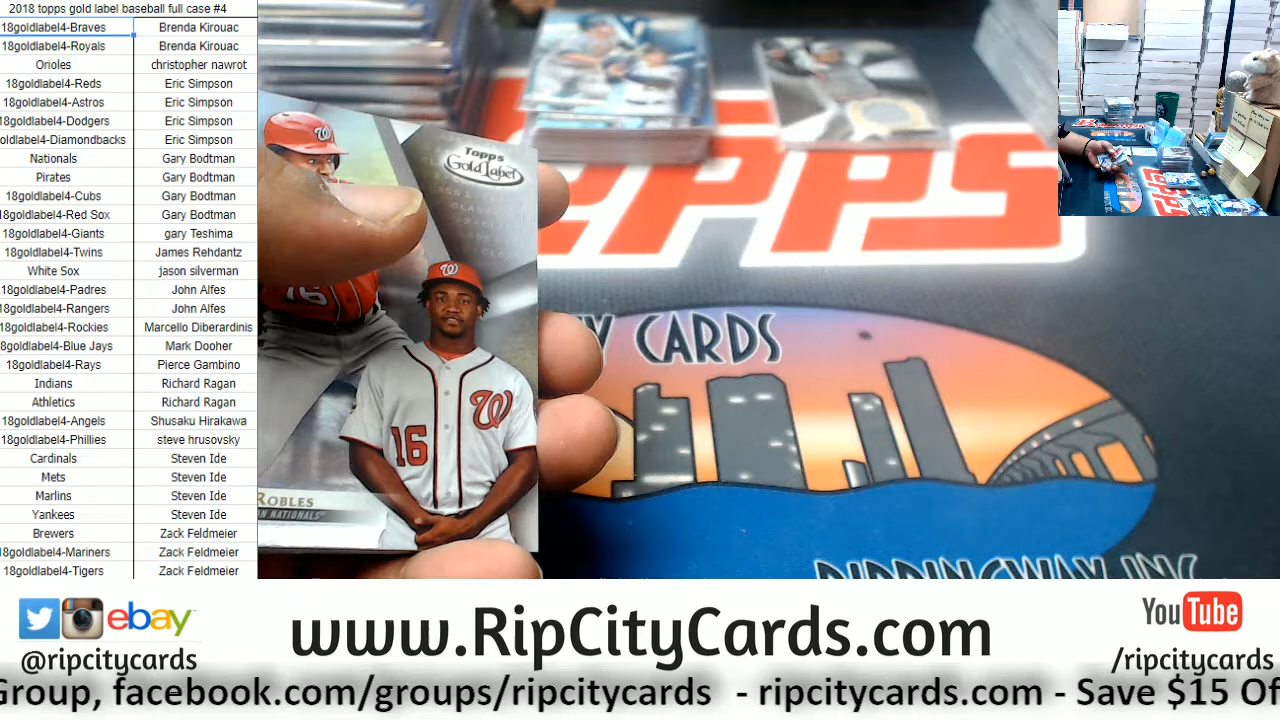 2018 topps gold label baseball full case #4
18goldlabel4-Braves Brenda Kirouac
18goldlabel4-Royals Brenda Kirouac
Orioles christopher nawrot
18goldlabel4-Reds Eric Simpson
18goldlabel4-Astros Eric Simpson
18goldlabel4-Dodgers Eric Simpson
oldlabel4-Diamondbacks Eric Simpson
Nationals Gary Bodtman
Pirates Gary Bodtman
18goldlabel4-Cubs Gary Bodtman
8goldlabel4-Red Sox Gary Bodtman
18goldlabel4-Giants gary Teshima
18goldlabel4-Twins James Rehdantz
White Sox jason silverman
18goldlabel4-Padres John Alfes
18goldlabel4-Rangers John Alfes
18goldlabel4-Rockies Marcello Diberardinis
8goldlabel4-Blue Jays Mark Dooher
18goldlabel4-Rays Pierce Gambino
Indians Richard Ragan
Athletics Richard Ragan
18goldlabel4-Angels Shusaku Hirakawa
18goldlabel4-Phillies steve hrusovsky
Cardinals Steven Ide
Mets Steven Ide
Marlins Steven Ide
Yankees Steven Ide
Brewers Zack Feldmeier
8goldlabel4-Mariners Zack Feldmeier
18goldlabel4-Tigers Zack Feldmeier
Topps
Gold Label
W
W
W
16
16
ROBLES
N NATIONALS
TOPPS
Y CARDS
RIPPINGWAX INC
ebay
@ripcitycards
www.RipCityCards.com
YouTube
/ripcitycards
Group, facebook.com/groups/ripcitycards - ripcitycards.com - Save $15 Of